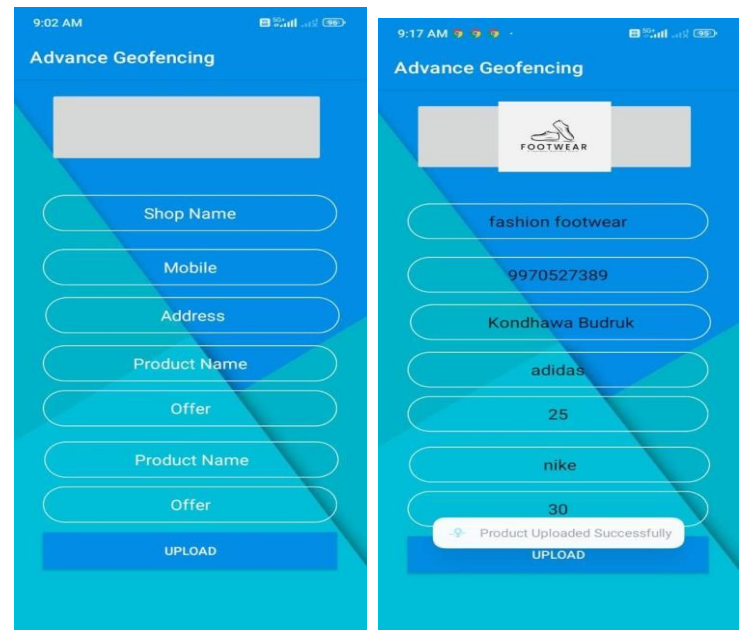 9:02 AM
Advance Geofencing
Shop Name
Mobile
Address
Product Name
Offer
Product Name
Offer
UPLOAD
9:17 AM
Advance Geofencing
FOOTWEAR
fashion footwear
9970527389
Kondhawa Budruk
adidas
25
nike
30
Product Uploaded Successfully
UPLOAD